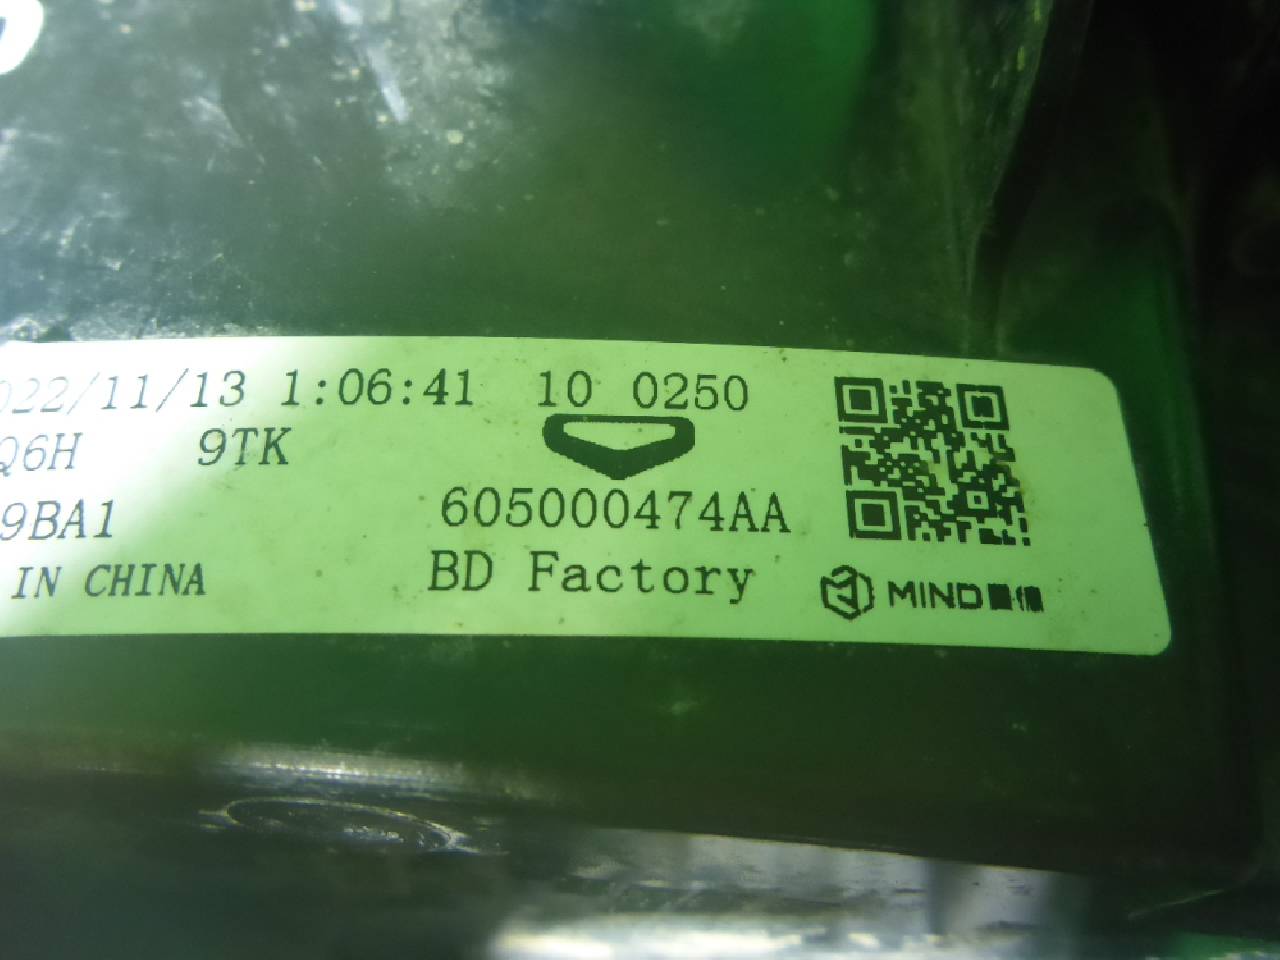 022/11/13 1:06:41 10 0250
Q6H 9TK
9BA1 605000474AA
IN CHINA BD Factory MIND